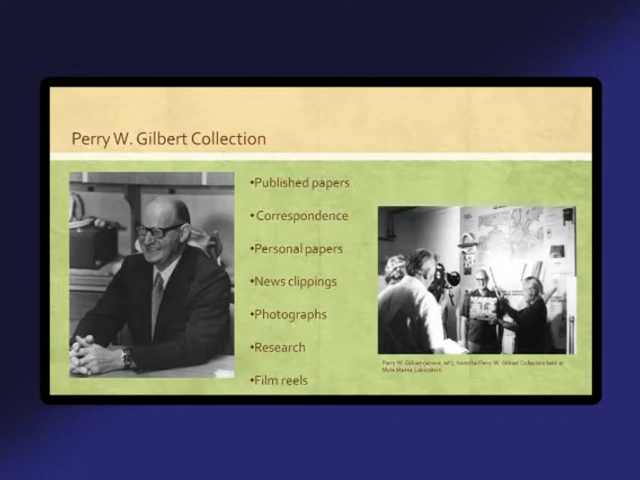 Perry W. Gilbert Collection
•Published papers
•Correspondence
•Personal papers
•News clippings
•Photographs
•Research
•Film reels
Perry W. Gilbert (above, left), from the Perry W. Gilbert Collection held at
Mote Marine Laboratory